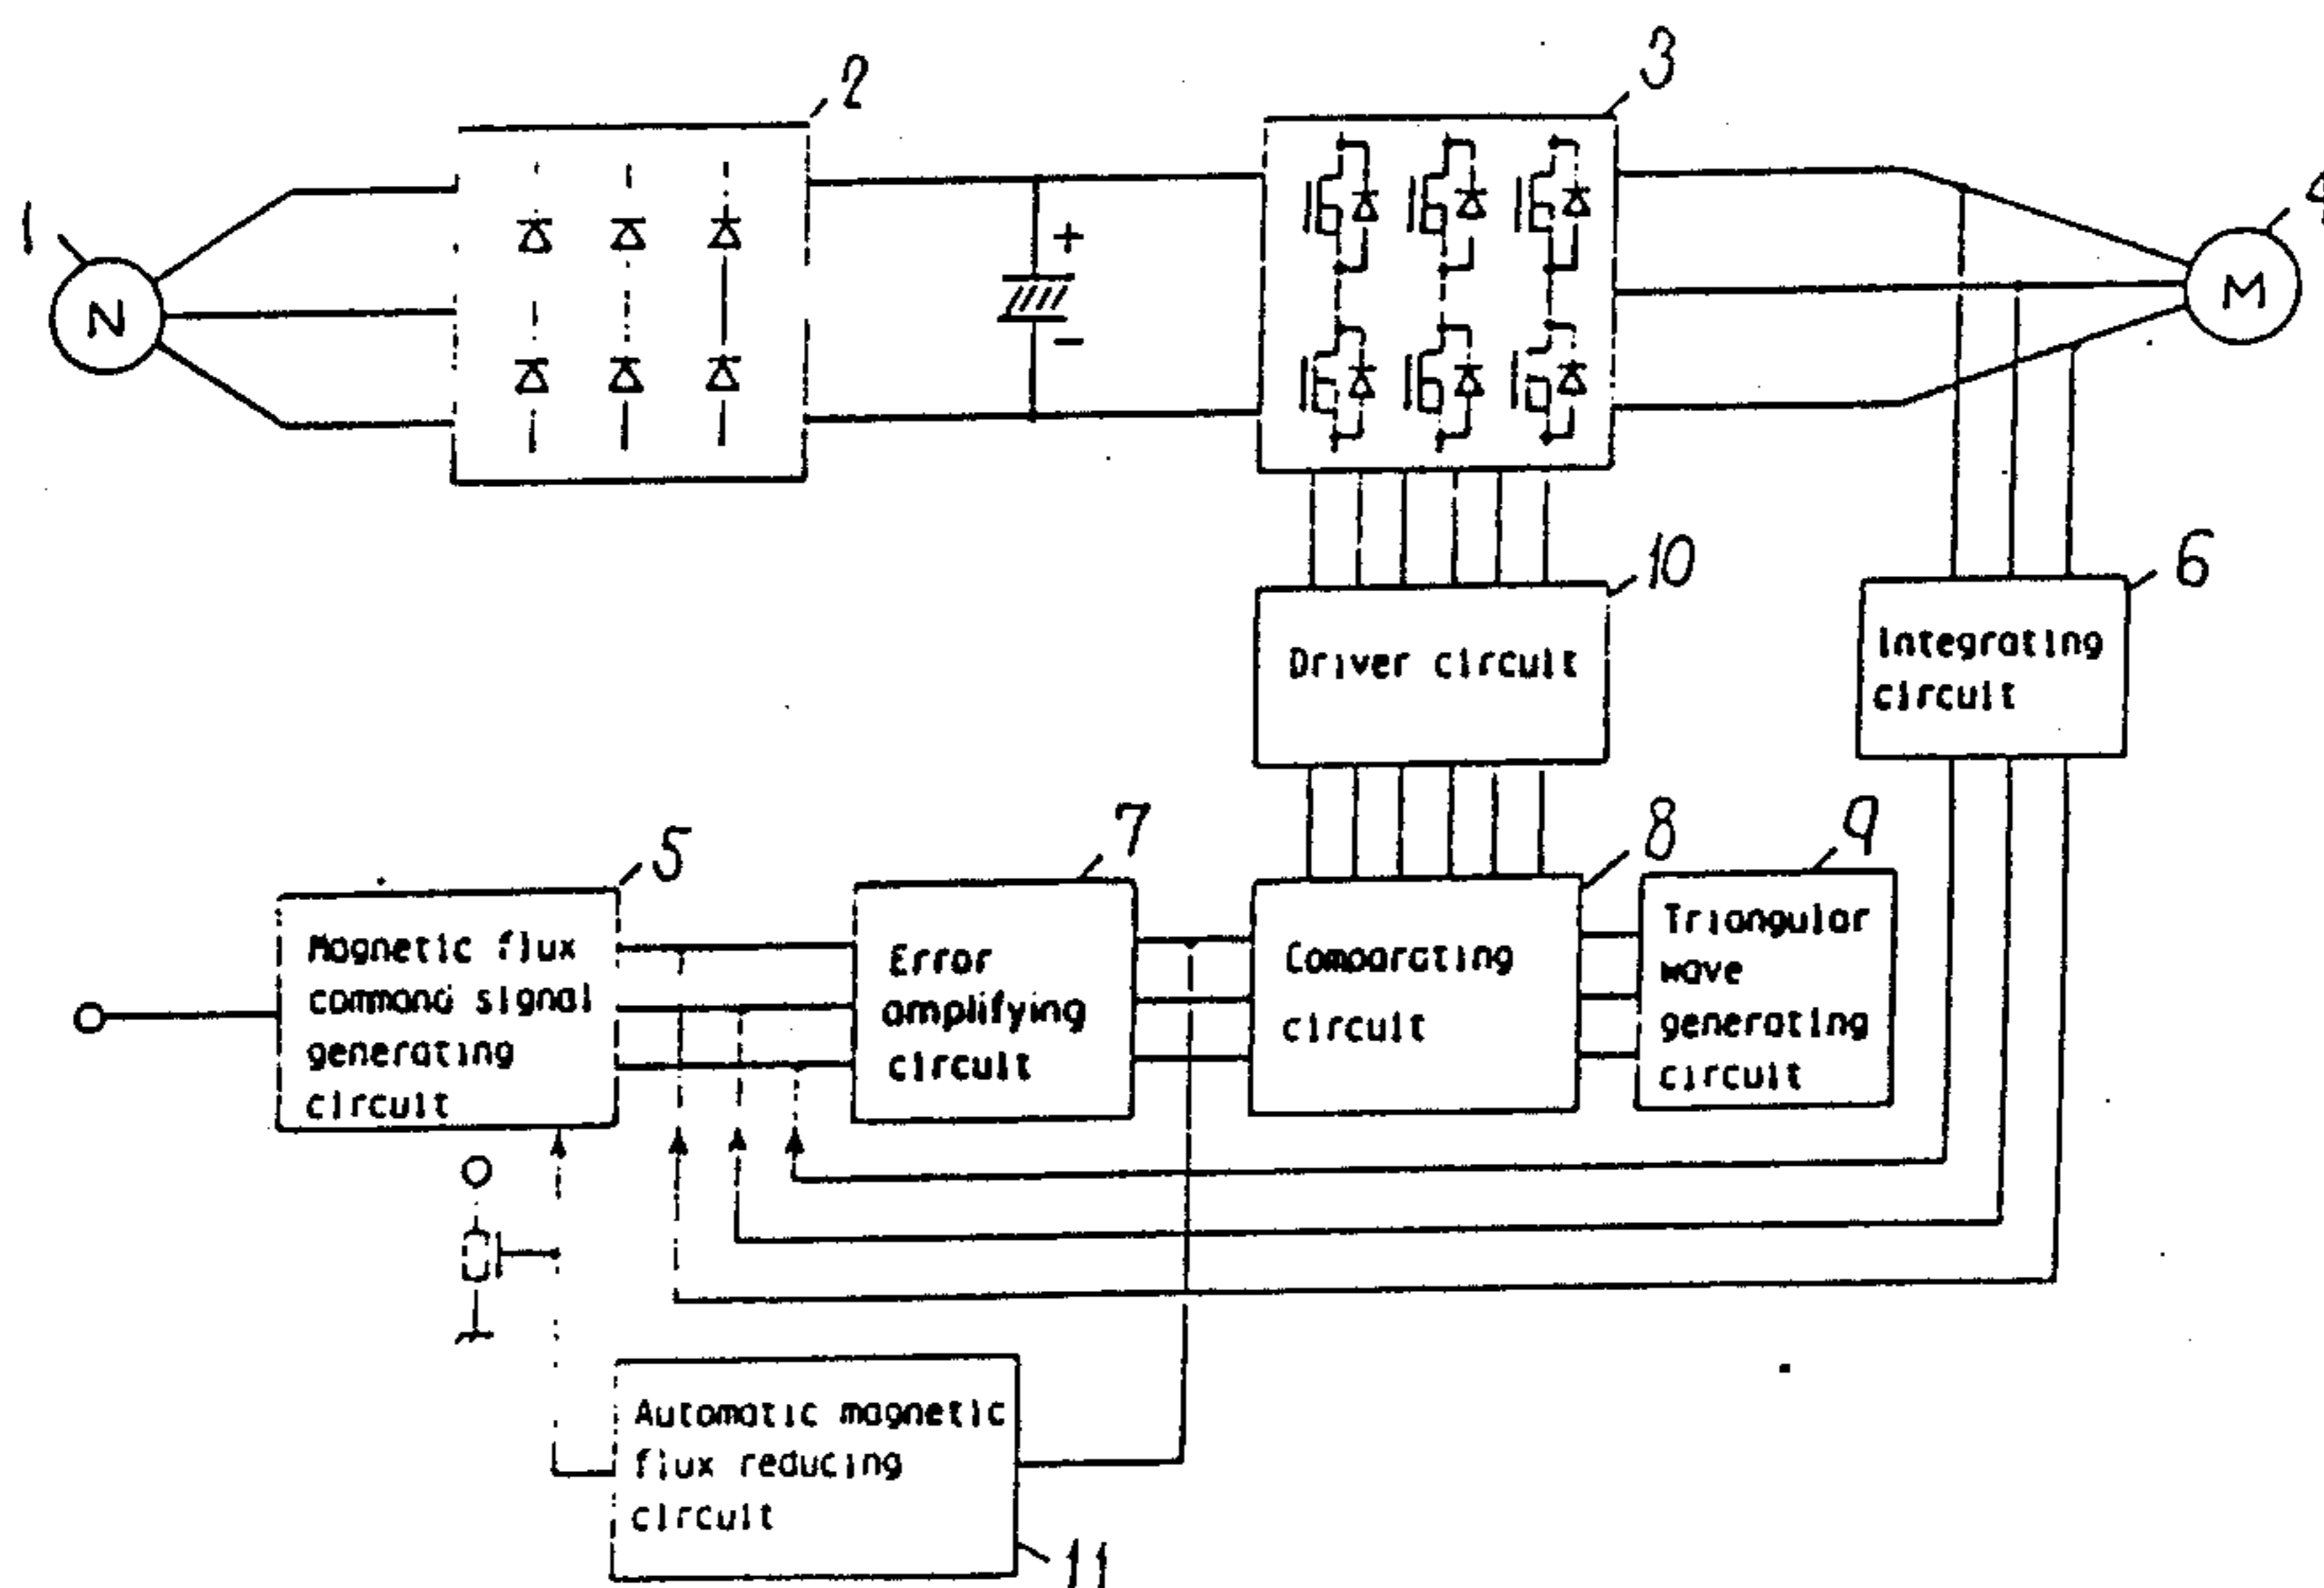 2
3
1
4
N
+
-
M
10
6
Driver circuit
Integrating
circuit
5
7
8
9
Magnetic flux
command signal
generating
circuit
Error
amplifying
circuit
Comparating
circuit
Triangular
wave
generating
circuit
Automatic magnetic
flux reducing
circuit
11